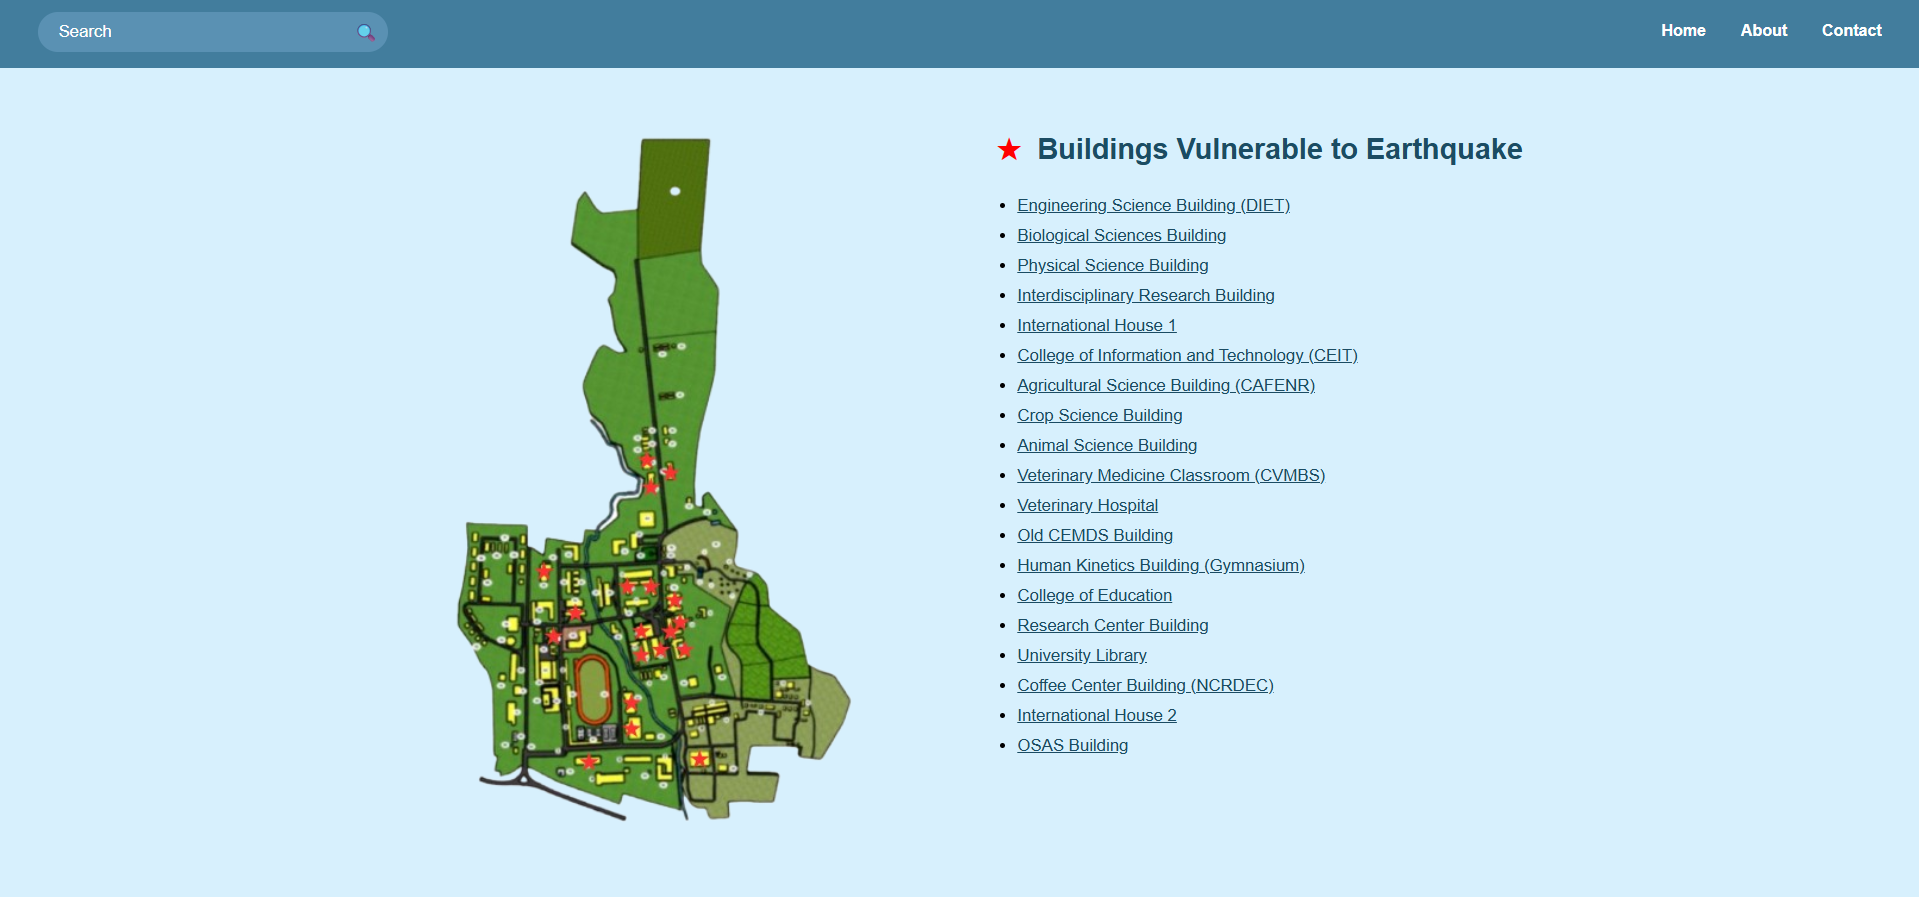 Search
Home
About
Contact
Buildings Vulnerable to Earthquake
Engineering Science Building (DIET)
Biological Sciences Building
Physical Science Building
Interdisciplinary Research Building
International House 1
College of Information and Technology (CEIT)
Agricultural Science Building (CAFENR)
Crop Science Building
Animal Science Building
Veterinary Medicine Classroom (CVMBS)
Veterinary Hospital
Old CEMDS Building
Human Kinetics Building (Gymnasium)
College of Education
Research Center Building
University Library
Coffee Center Building (NCRDEC)
International House 2
OSAS Building